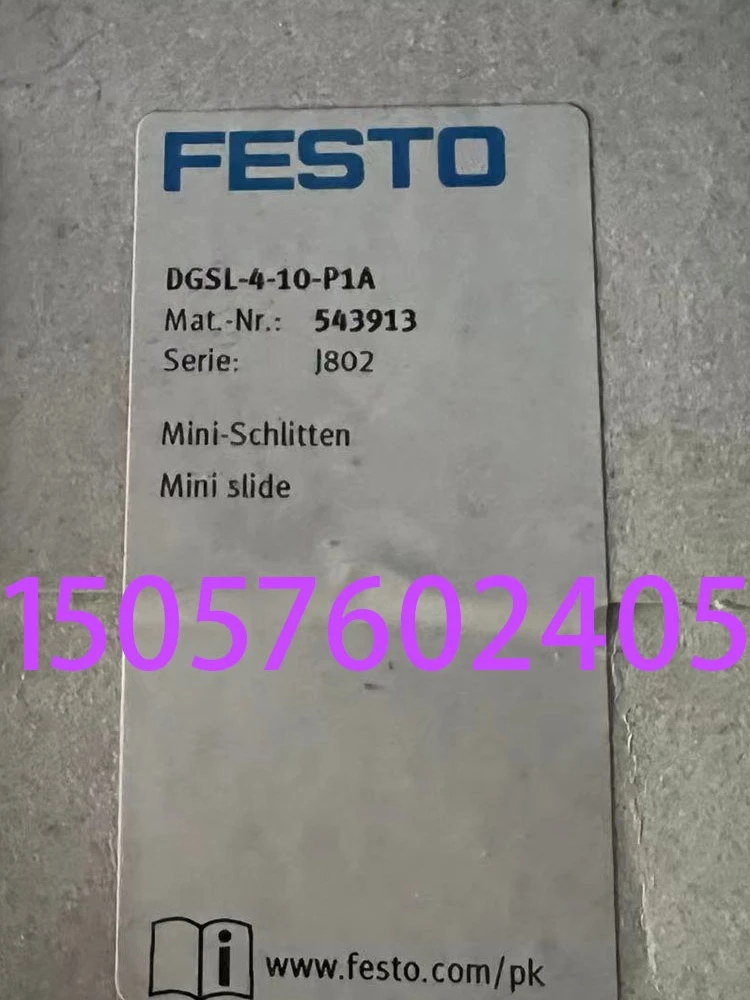 FESTO
DGSL-4-10-P1A
Mat.-Nr.: 543913
Serie: J802
Mini-Schlitten
Mini slide
15057602405
i www.festo.com/pk